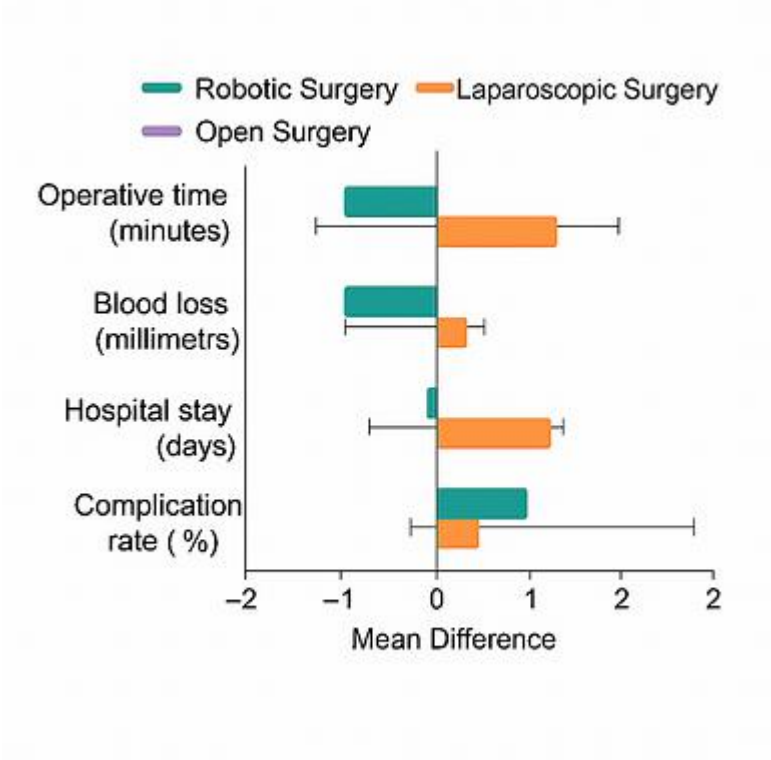 Robotic Surgery Laparoscopic Surgery
Open Surgery
Operative time
(minutes)
Blood loss
(millimetrs)
Hospital stay
(days)
Complication
rate ( %)
–2 –1 0 1 2 2
Mean Difference